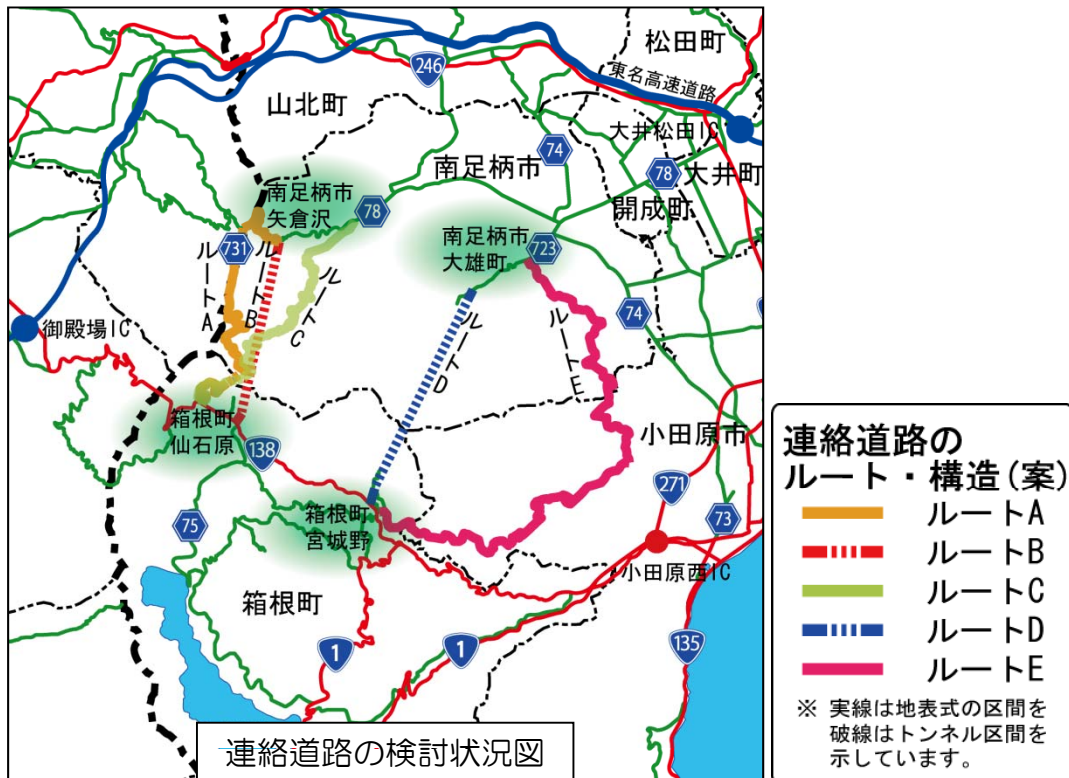 松田町
東名高速道路
246
山北町
大井松田IC
74
78
大井町
南足柄市
開成町
南足柄市
矢倉沢
78
南足柄市
大雄町
723
731
ルートA
ルートB
ルートC
74
御殿場IC
ルートD
ルートE
箱根町
仙石原
138
小田原市
271
73
75
箱根町
宮城野
小田原西IC
箱根町
1
1
135
連絡道路の検討状況図
連絡道路の
ルート・構造(案)
ルートA
ルートB
ルートC
ルートD
ルートE
※ 実線は地表式の区間を
破線はトンネル区間を
示しています。